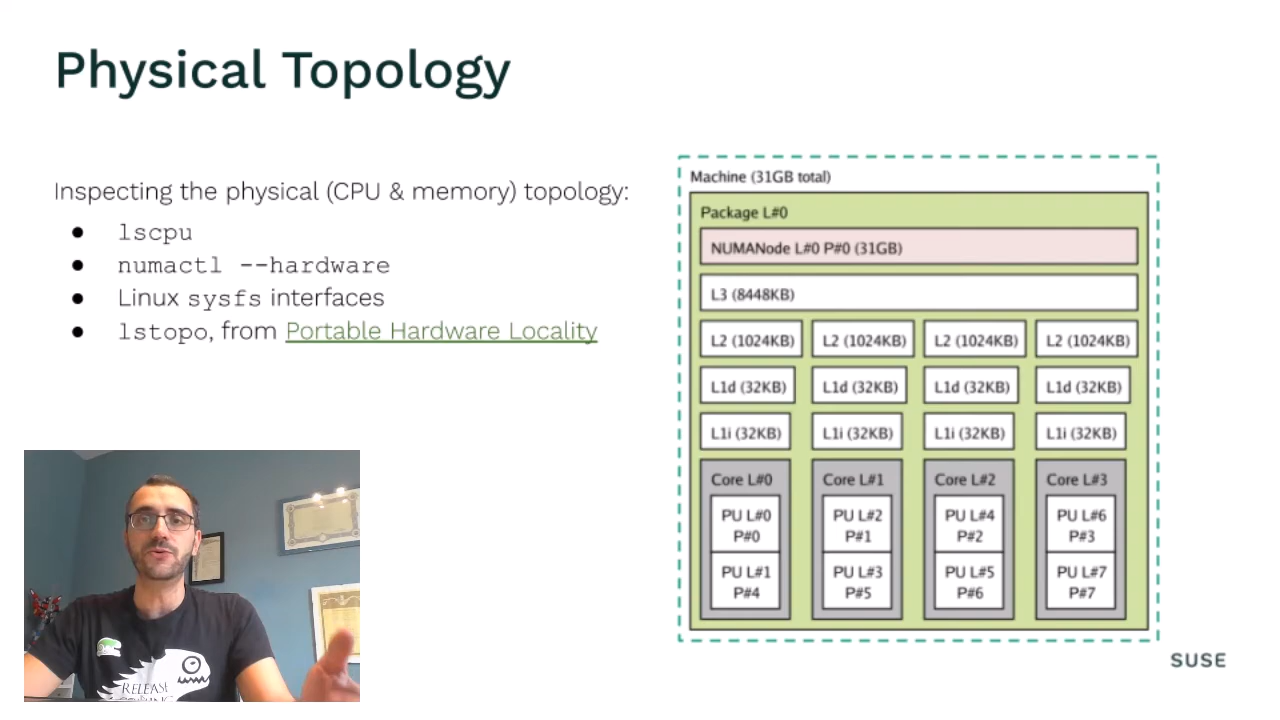 Physical Topology
Inspecting the physical (CPU & memory) topology:
● lscpu
● numactl --hardware
● Linux sysfs interfaces
● lstopo, from Portable Hardware Locality
Machine (31GB total)
Package L#0
NUMANode L#0 P#0 (31GB)
L3 (8448KB)
L2 (1024KB) L2 (1024KB) L2 (1024KB) L2 (1024KB)
L1d (32KB) L1d (32KB) L1d (32KB) L1d (32KB)
L1i (32KB) L1i (32KB) L1i (32KB) L1i (32KB)
Core L#0 Core L#1 Core L#2 Core L#3
PU L#0 PU L#2 PU L#4 PU L#6
P#0 P#1 P#2 P#3
PU L#1 PU L#3 PU L#5 PU L#7
P#4 P#5 P#6 P#7
RELEASE
SUSE